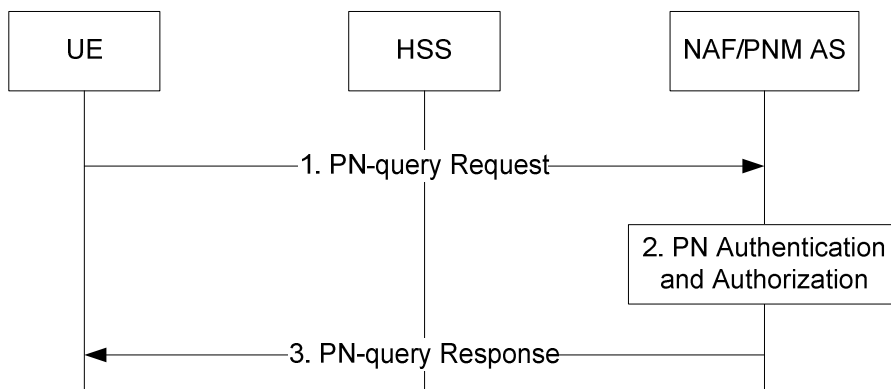 UE
HSS
NAF/PNM AS
1. PN-query Request
2. PN Authentication
and Authorization
3. PN-query Response